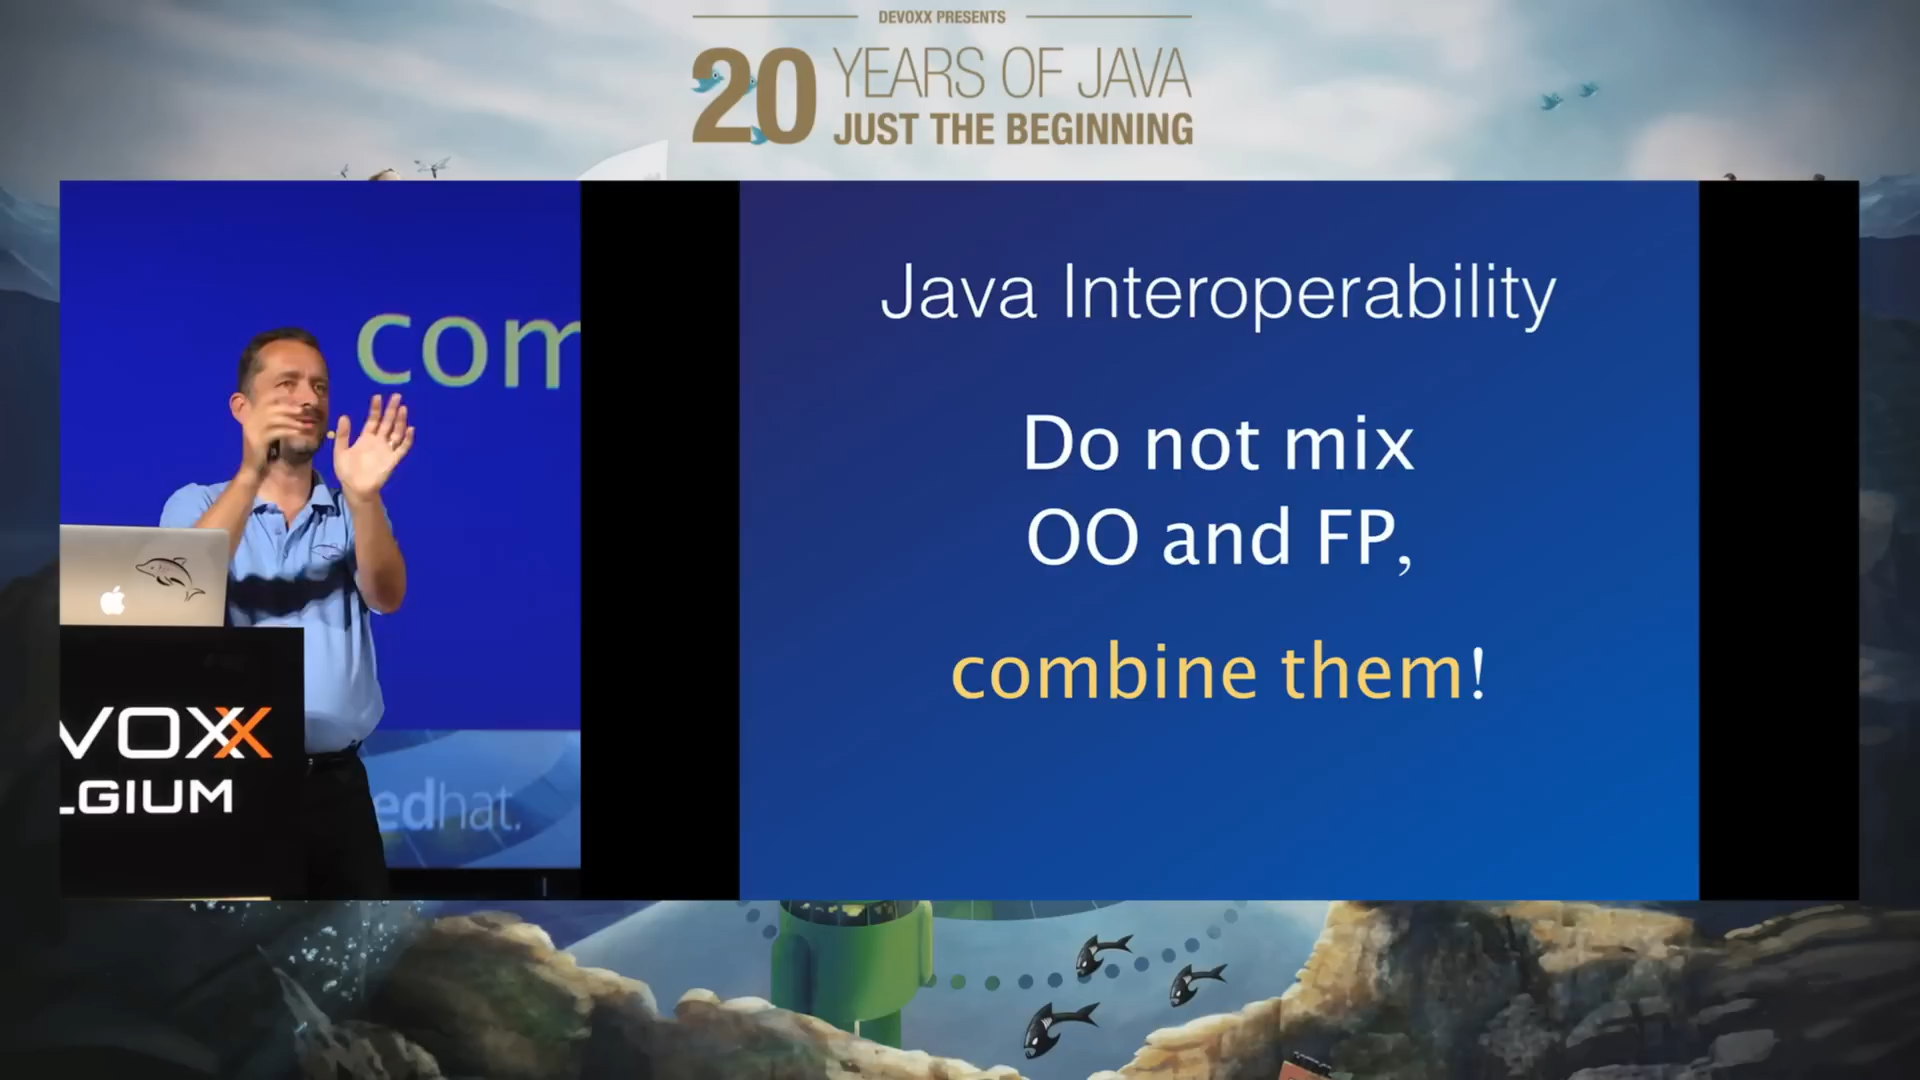 DEVOXX PRESENTS
20 YEARS OF JAVA
JUST THE BEGINNING
com
VOXX
LGIUM
edhat.
Java Interoperability
Do not mix
OO and FP,
combine them!